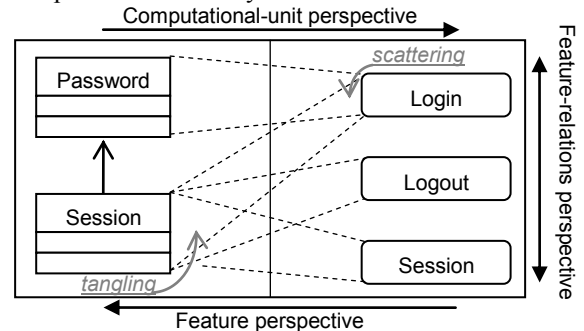 Computational-unit perspective
scattering
Password
Login
Feature-relations perspective
Logout
Session
Session
tangling
Feature perspective